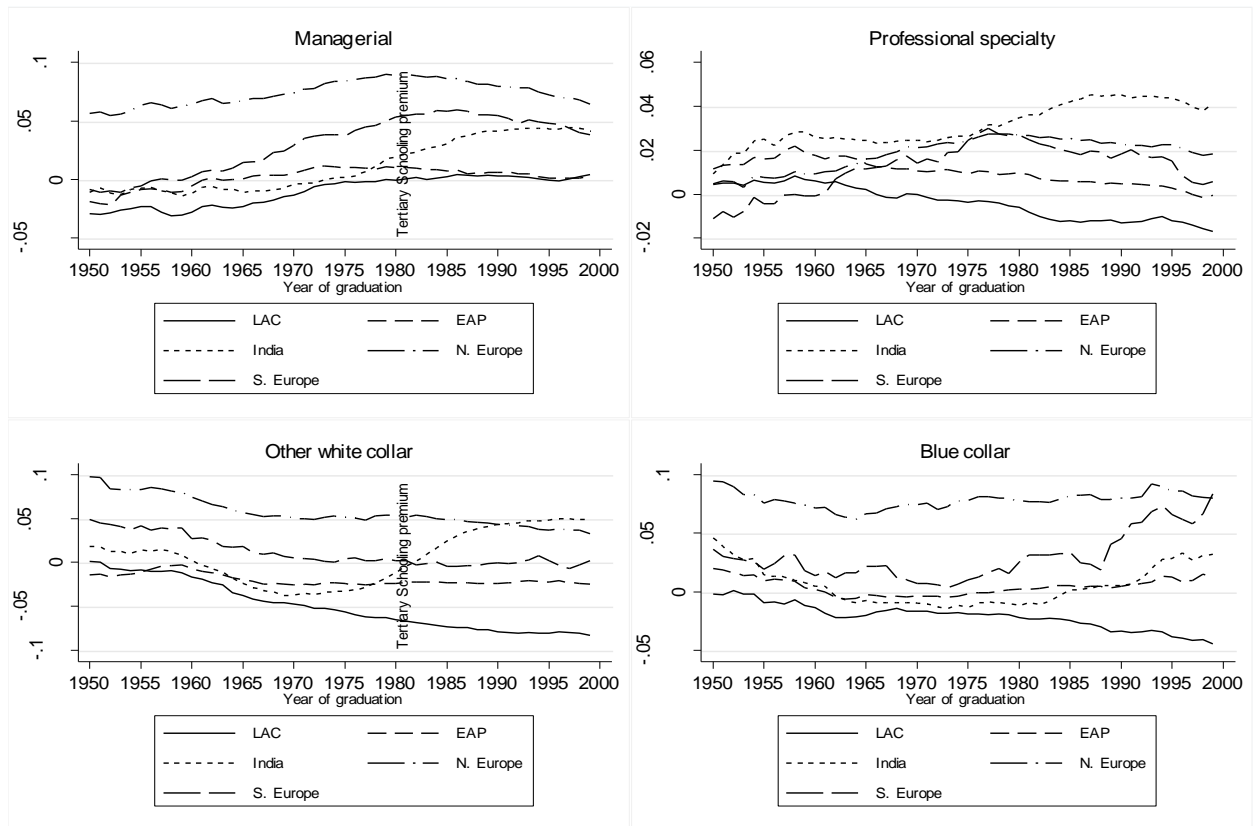 Managerial
.1
.05
0
-.05
Tertiary Schooling premium
1950 1955 1960 1965 1970 1975 1980 1985 1990 1995 2000
Year of graduation
LAC EAP
India N. Europe
S. Europe
Professional specialty
.06
.04
.02
0
-.02
1950 1955 1960 1965 1970 1975 1980 1985 1990 1995 2000
Year of graduation
LAC EAP
India N. Europe
S. Europe
Other white collar
.1
.05
0
-.05
-.1
Tertiary Schooling premium
1950 1955 1960 1965 1970 1975 1980 1985 1990 1995 2000
Year of graduation
LAC EAP
India N. Europe
S. Europe
Blue collar
.1
.05
0
-.05
1950 1955 1960 1965 1970 1975 1980 1985 1990 1995 2000
Year of graduation
LAC EAP
India N. Europe
S. Europe